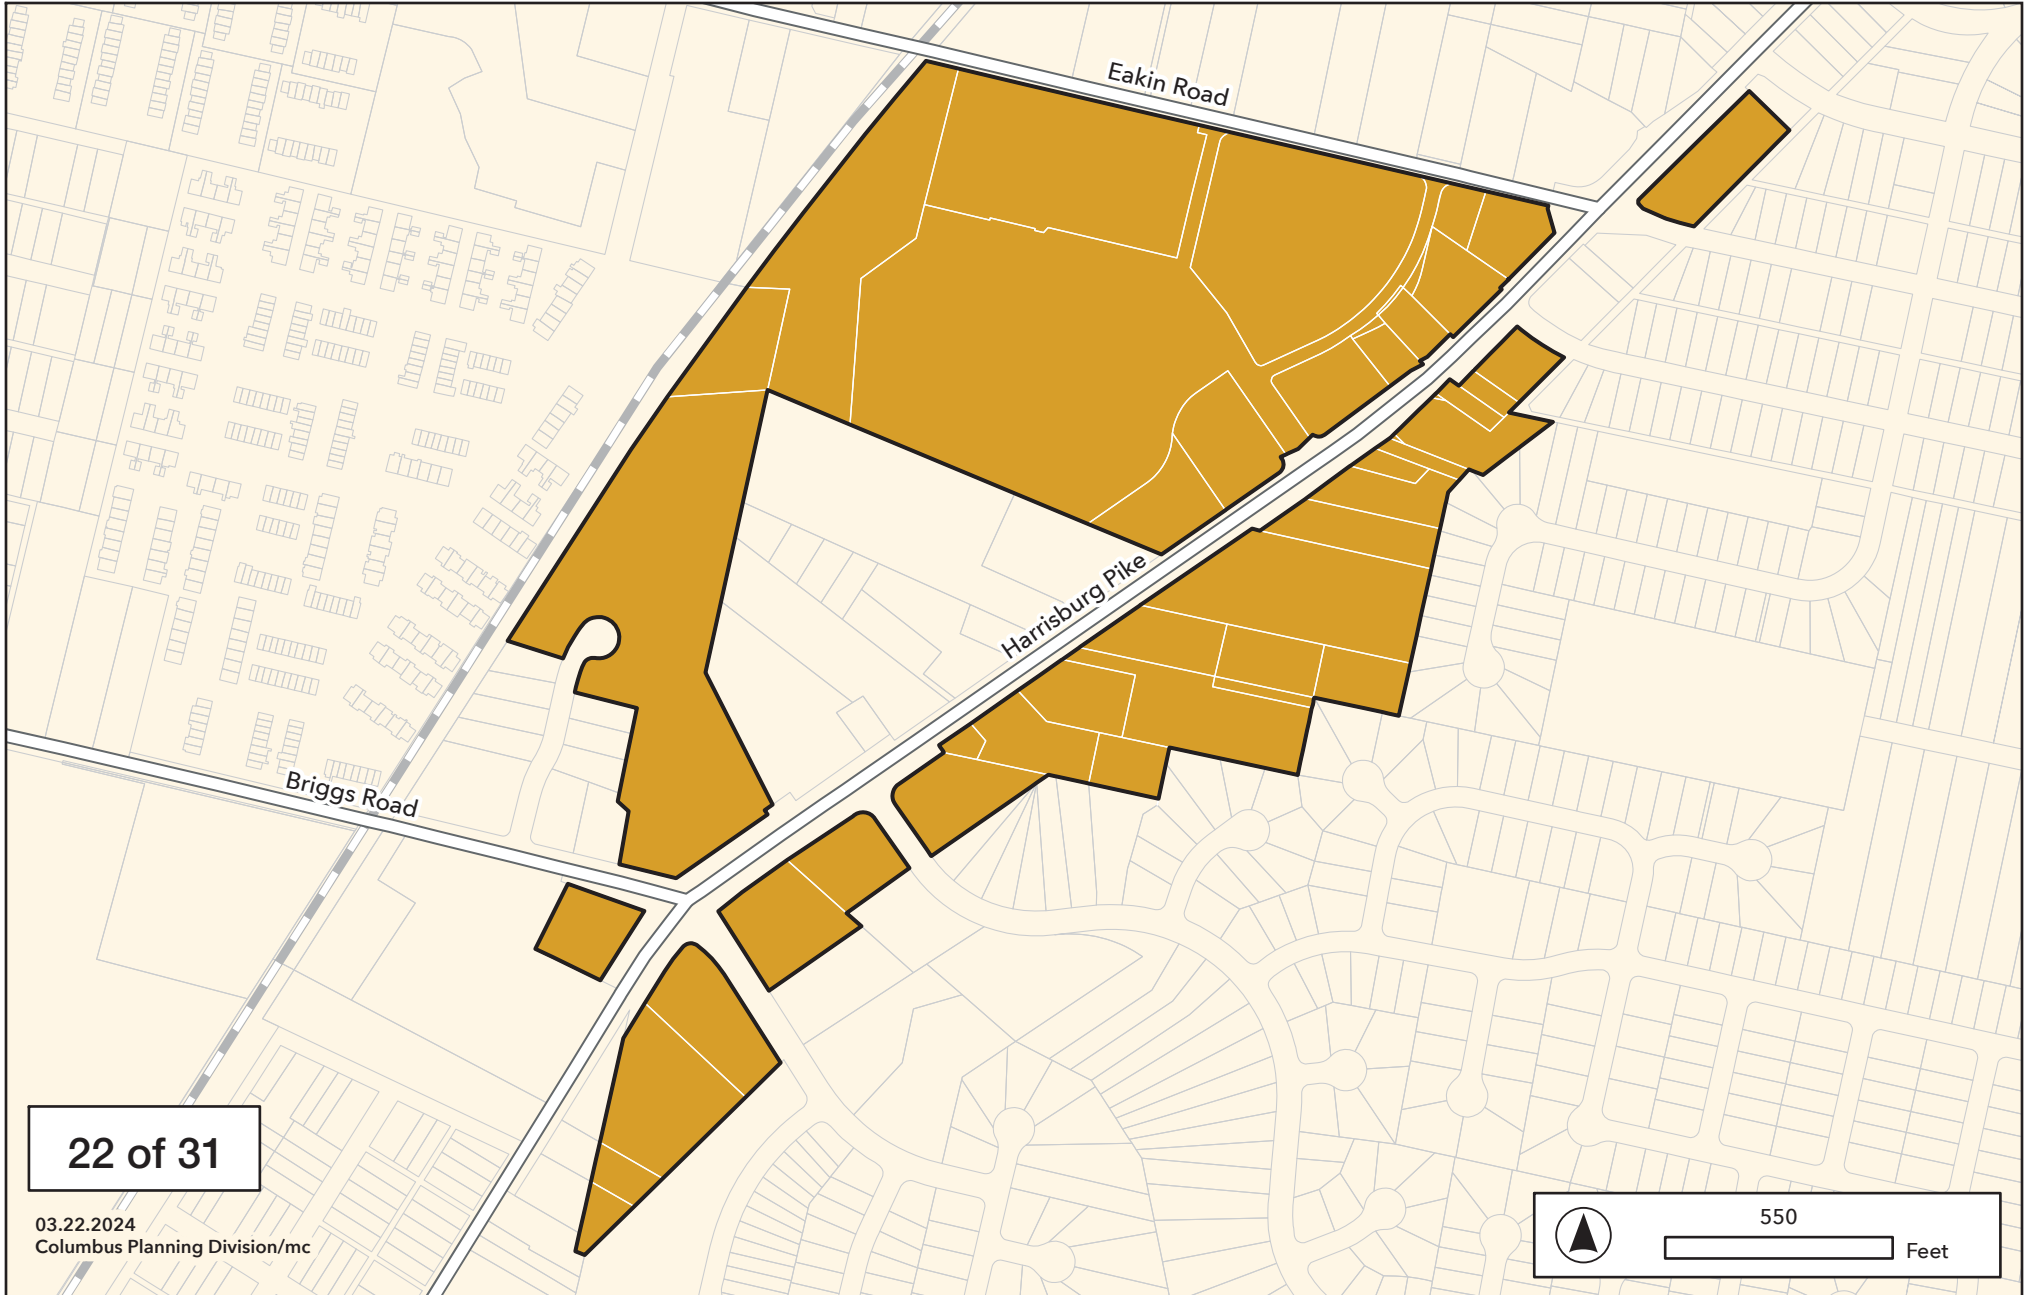 Eakin Road
Harrisburg Pike
Briggs Road
22 of 31
03.22.2024
Columbus Planning Division/mc
550
Feet